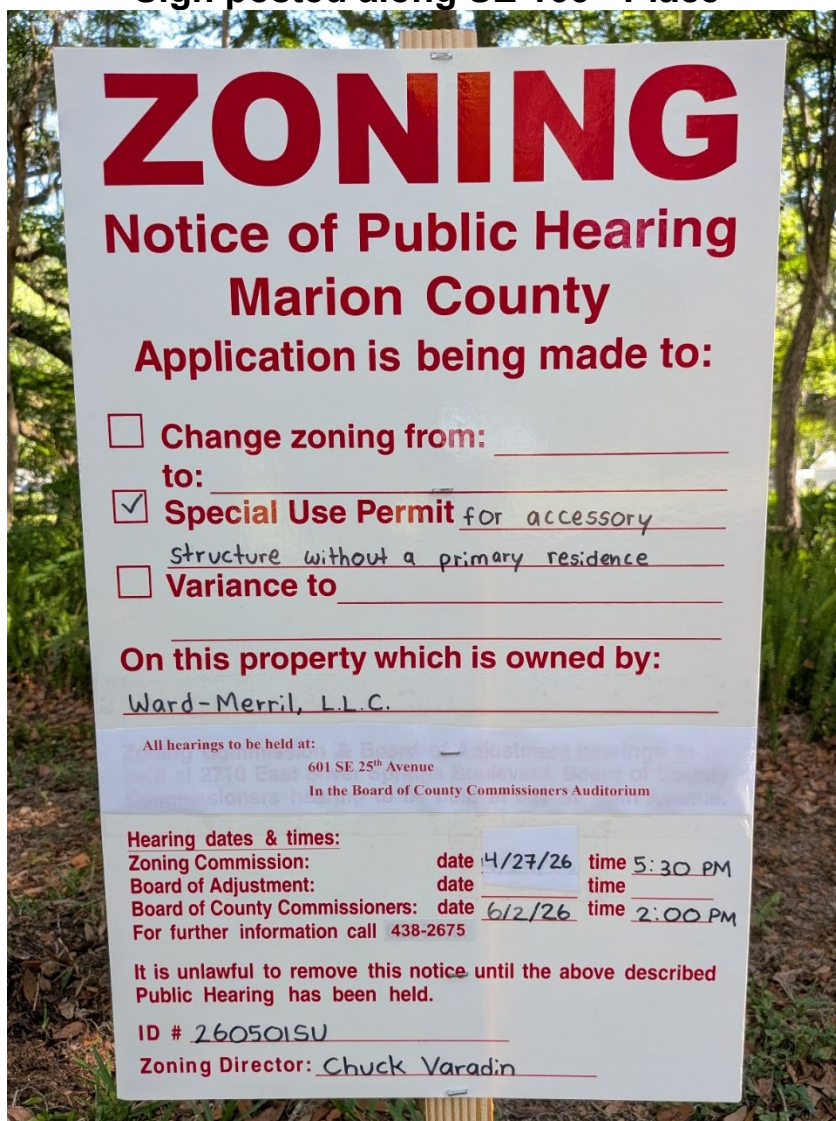 ZONING
Notice of Public Hearing
Marion County
Application is being made to:
Change zoning from:
to:
Special Use Permit for accessory
structure without a primary residence
Variance to
On this property which is owned by:
Ward-Merril, L.L.C.
All hearings to be held at:
601 SE 25th Avenue
In the Board of County Commissioners Auditorium
Hearing dates & times:
Zoning Commission: date 4/27/26 time 5:30 PM
Board of Adjustment: date time
Board of County Commissioners: date 6/2/26 time 2:00 PM
For further information call 438-2675
It is unlawful to remove this notice until the above described
Public Hearing has been held.
ID # 260501SU
Zoning Director: Chuck Varadin